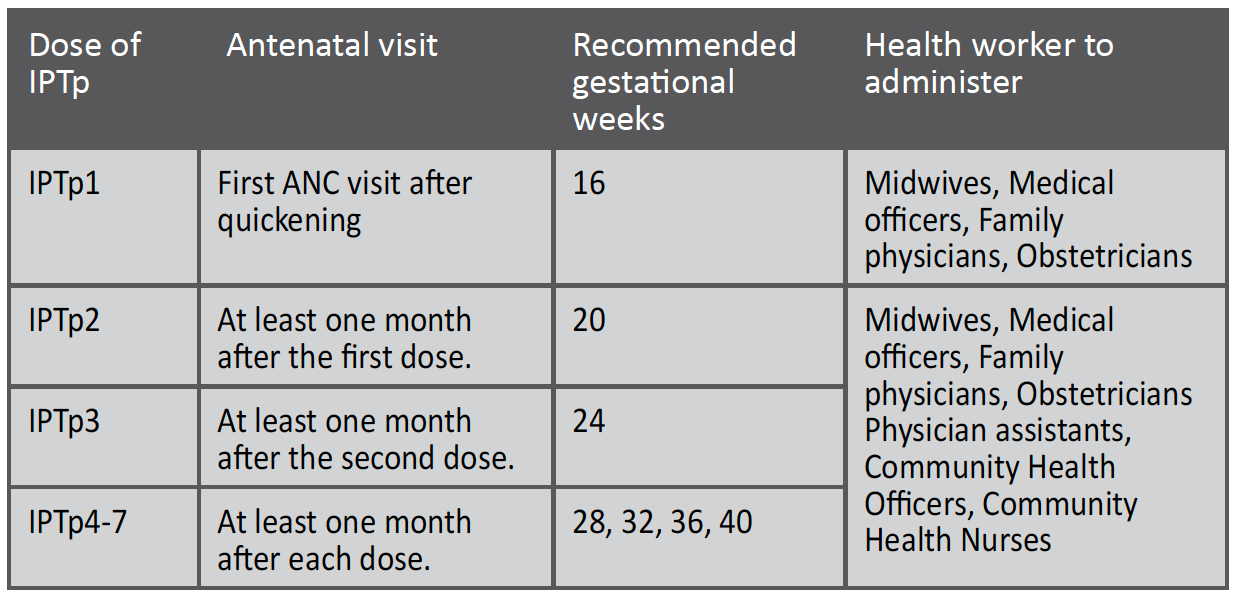 Dose of
IPTp
Antenatal visit
Recommended
gestational
weeks
Health worker to
administer
IPTp1
First ANC visit after
quickening
16
Midwives, Medical
officers, Family
physicians, Obstetricians
IPTp2
At least one month
after the first dose.
20
Midwives, Medical
officers, Family
physicians, Obstetricians
Physician assistants,
Community Health
Officers, Community
Health Nurses
IPTp3
At least one month
after the second dose.
24
IPTp4-7
At least one month
after each dose.
28, 32, 36, 40